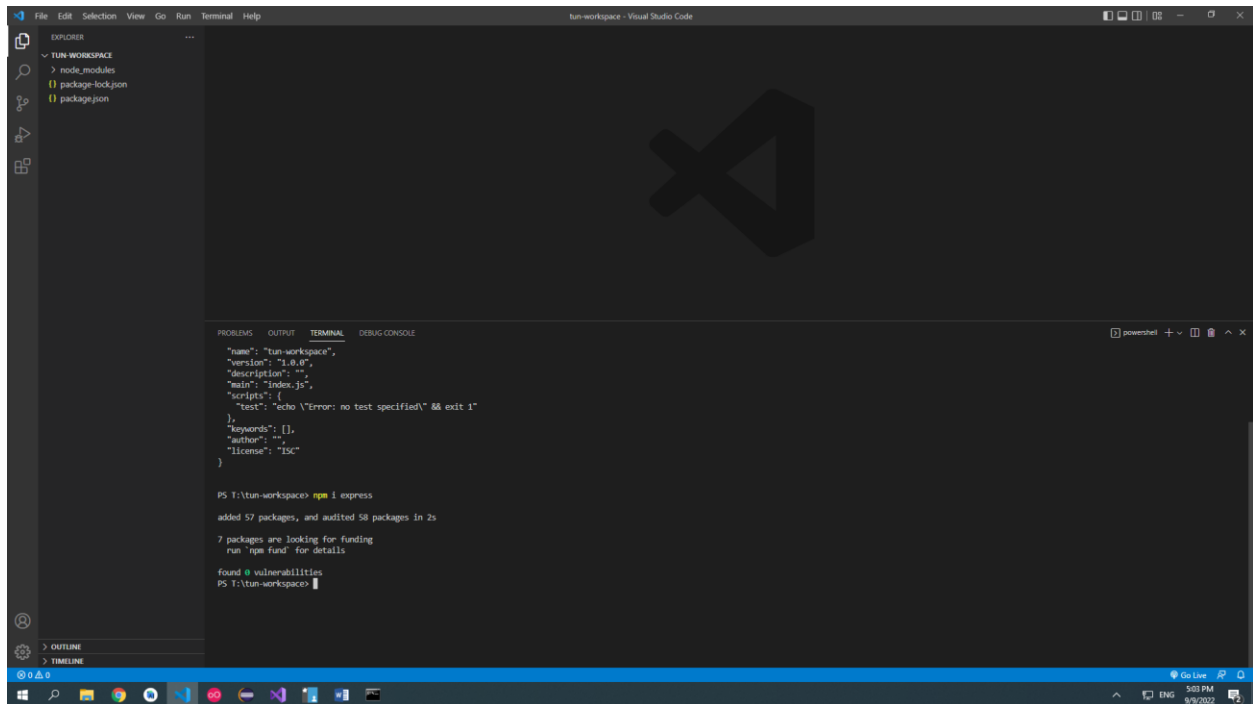 File Edit Selection View Go Run Terminal Help
tun-workspace - Visual Studio Code
EXPLORER
TUN-WORKSPACE
node_modules
{} package-lock.json
{} package.json
PROBLEMS OUTPUT TERMINAL DEBUG CONSOLE
powershell
"name": "tun-workspace",
"version": "1.0.0",
"description": "",
"main": "index.js",
"scripts": {
"test": "echo \"Error: no test specified\" && exit 1"
},
"keywords": [],
"author": "",
"license": "ISC"
}
PS T:\tun-workspace> npm i express
added 57 packages, and audited 58 packages in 2s
7 packages are looking for funding
run `npm fund` for details
found 0 vulnerabilities
PS T:\tun-workspace>
OUTLINE
TIMELINE
0 0
Go Live
ENG
5:03 PM
9/9/2022
2